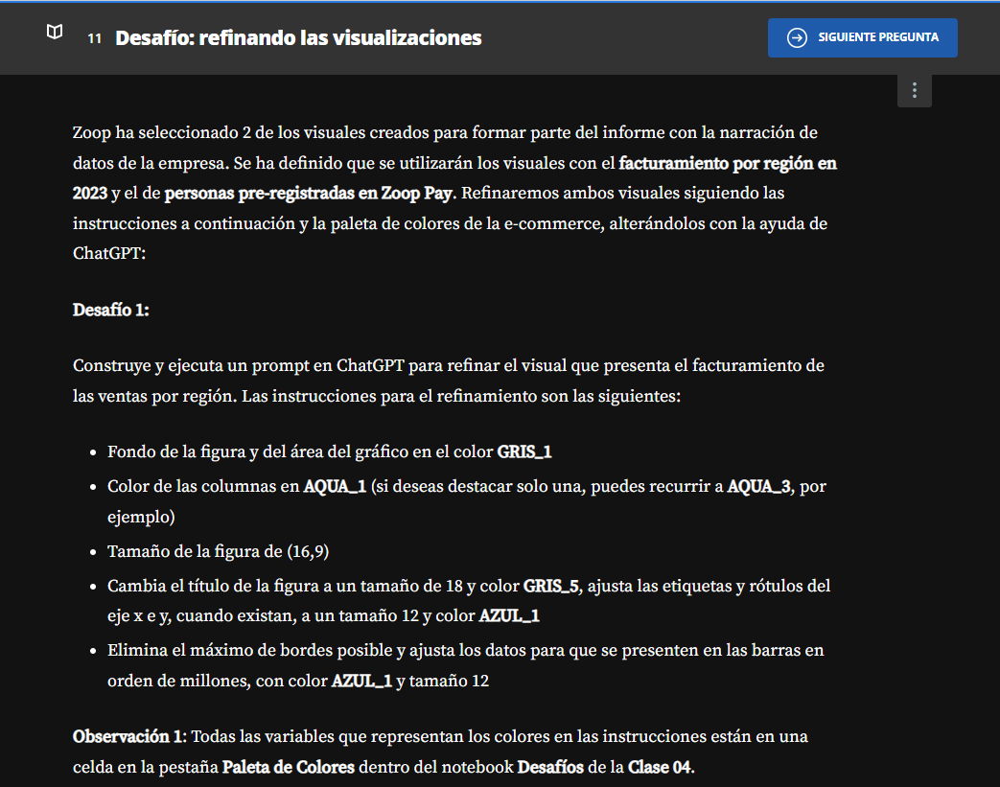 11 Desafío: refinando las visualizaciones
SIGUIENTE PREGUNTA
Zoop ha seleccionado 2 de los visuales creados para formar parte del informe con la narración de
datos de la empresa. Se ha definido que se utilizarán los visuales con el facturamiento por región en
2023 y el de personas pre-registradas en Zoop Pay. Refinaremos ambos visuales siguiendo las
instrucciones a continuación y la paleta de colores de la e-commerce, alterándolos con la ayuda de
ChatGPT:
Desafío 1:
Construye y ejecuta un prompt en ChatGPT para refinar el visual que presenta el facturamiento de
las ventas por región. Las instrucciones para el refinamiento son las siguientes:
• Fondo de la figura y del área del gráfico en el color GRIS_1
• Color de las columnas en AQUA_1 (si deseas destacar solo una, puedes recurrir a AQUA_3, por
ejemplo)
• Tamaño de la figura de (16,9)
• Cambia el título de la figura a un tamaño de 18 y color GRIS_5, ajusta las etiquetas y rótulos del
eje x e y, cuando existan, a un tamaño 12 y color AZUL_1
• Elimina el máximo de bordes posible y ajusta los datos para que se presenten en las barras en
orden de millones, con color AZUL_1 y tamaño 12
Observación 1: Todas las variables que representan los colores en las instrucciones están en una
celda en la pestaña Paleta de Colores dentro del notebook Desafíos de la Clase 04.